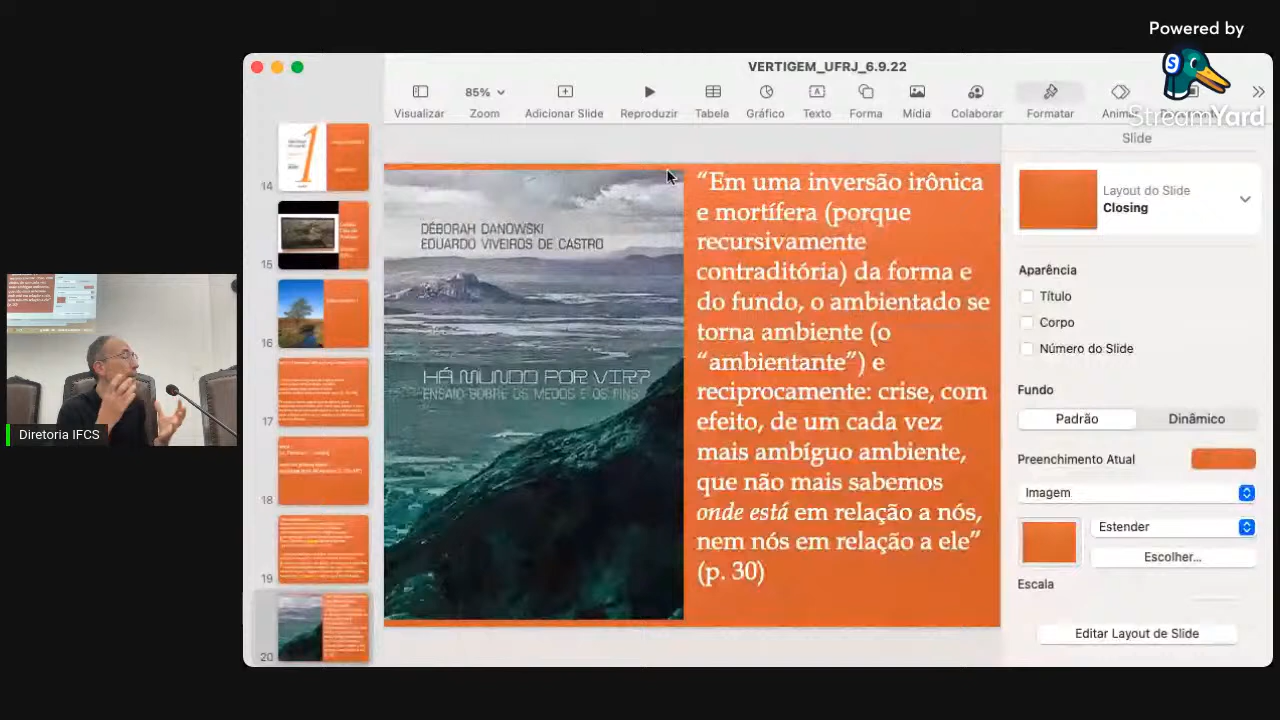 Powered by
StreamYard
VERTIGEM_UFRJ_6.9.22
Visualizar
85%
Zoom
Adicionar Slide
Reproduzir
Tabela
Gráfico
Texto
Forma
Mídia
Colaborar
Formatar
Slide
14
15
16
17
18
19
20
DÉBORAH DANOWSKI
EDUARDO VIVEIROS DE CASTRO
HÁ MUNDO POR VIR?
ENSAIO SOBRE OS MEDOS E OS FINS
“Em uma inversão irônica
e mortífera (porque
recursivamente
contraditória) da forma e
do fundo, o ambientado se
torna ambiente (o
“ambientante”) e
reciprocamente: crise, com
efeito, de um cada vez
mais ambíguo ambiente,
que não mais sabemos
onde está em relação a nós,
nem nós em relação a ele”
(p. 30)
Layout do Slide
Closing
Aparência
Título
Corpo
Número do Slide
Fundo
Padrão
Dinâmico
Preenchimento Atual
Imagem
Estender
Escolher...
Escala
Editar Layout de Slide
Diretoria IFCS